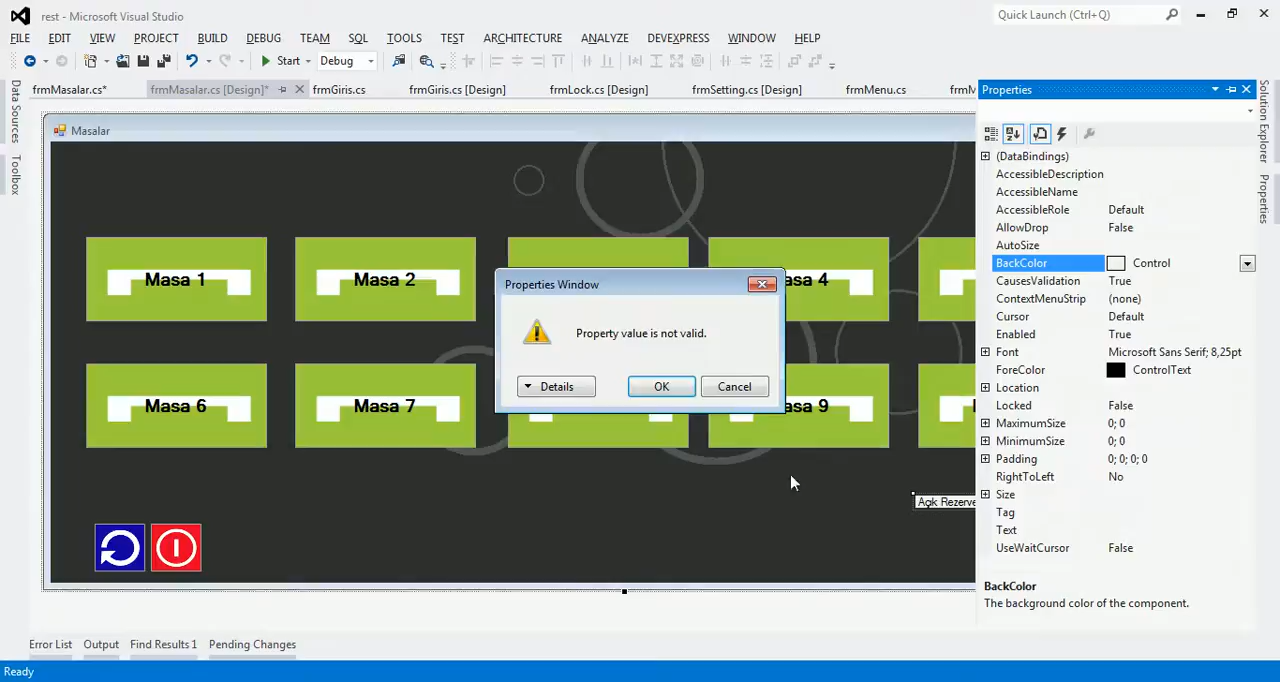 rest - Microsoft Visual Studio
Quick Launch (Ctrl+Q)
FILE EDIT VIEW PROJECT BUILD DEBUG TEAM SQL TOOLS TEST ARCHITECTURE ANALYZE DEVEXPRESS WINDOW HELP
Start Debug
frmMasalar.cs* frmMasalar.cs [Design]* frmGiris.cs frmGiris.cs [Design] frmLock.cs [Design] frmSetting.cs [Design] frmMenu.cs frmM
Data Sources
Toolbox
Masalar
Masa 1
Masa 2
asa 4
Masa 6
Masa 7
asa 9
Properties Window
Property value is not valid.
Details
OK
Cancel
Properties
(DataBindings)
AccessibleDescription
AccessibleName
AccessibleRole Default
AllowDrop False
AutoSize
BackColor Control
CausesValidation True
ContextMenuStrip (none)
Cursor Default
Enabled True
Font Microsoft Sans Serif; 8,25pt
ForeColor ControlText
Location
Locked False
MaximumSize 0; 0
MinimumSize 0; 0
Padding 0; 0; 0; 0
RightToLeft No
Size
Tag
Text
UseWaitCursor False
BackColor
The background color of the component.
Solution Explorer
Properties
Error List Output Find Results 1 Pending Changes
Ready